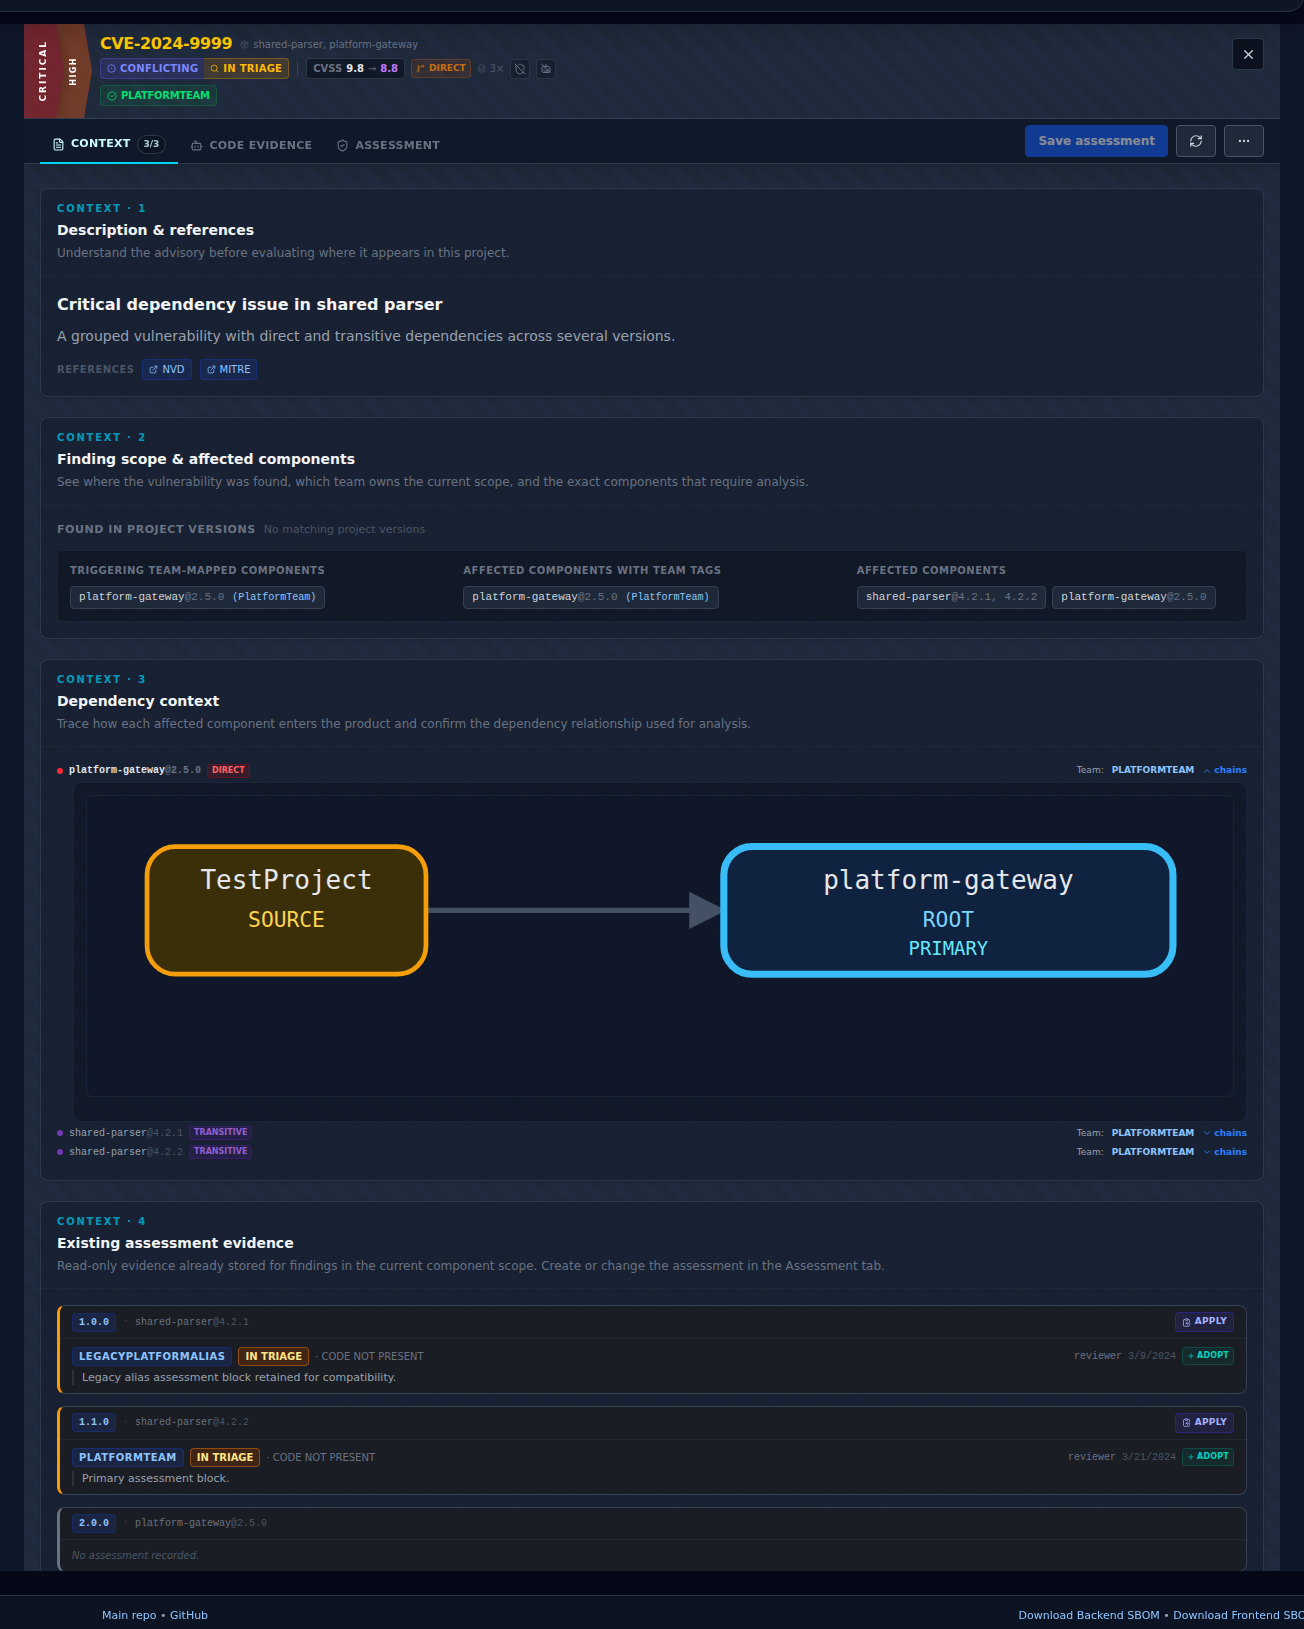 CRITICAL
HIGH
CVE-2024-9999 shared-parser, platform-gateway
CONFLICTING IN TRIAGE CVSS 9.8 → 8.8 DIRECT 3×
PLATFORMTEAM
CONTEXT 3/3 CODE EVIDENCE ASSESSMENT Save assessment ...
CONTEXT · 1
Description & references
Understand the advisory before evaluating where it appears in this project.
Critical dependency issue in shared parser
A grouped vulnerability with direct and transitive dependencies across several versions.
REFERENCES NVD MITRE
CONTEXT · 2
Finding scope & affected components
See where the vulnerability was found, which team owns the current scope, and the exact components that require analysis.
FOUND IN PROJECT VERSIONS No matching project versions
TRIGGERING TEAM-MAPPED COMPONENTS AFFECTED COMPONENTS WITH TEAM TAGS AFFECTED COMPONENTS
platform-gateway@2.5.0 (PlatformTeam) platform-gateway@2.5.0 (PlatformTeam) shared-parser@4.2.1, 4.2.2 platform-gateway@2.5.0
CONTEXT · 3
Dependency context
Trace how each affected component enters the product and confirm the dependency relationship used for analysis.
platform-gateway@2.5.0 DIRECT Team: PLATFORMTEAM chains
TestProject
SOURCE
platform-gateway
ROOT
PRIMARY
shared-parser@4.2.1 TRANSITIVE Team: PLATFORMTEAM chains
shared-parser@4.2.2 TRANSITIVE Team: PLATFORMTEAM chains
CONTEXT · 4
Existing assessment evidence
Read-only evidence already stored for findings in the current component scope. Create or change the assessment in the Assessment tab.
1.0.0 · shared-parser@4.2.1 APPLY
LEGACYPLATFORMALIAS IN TRIAGE · CODE NOT PRESENT reviewer 3/9/2024 + ADOPT
Legacy alias assessment block retained for compatibility.
1.1.0 · shared-parser@4.2.2 APPLY
PLATFORMTEAM IN TRIAGE · CODE NOT PRESENT reviewer 3/21/2024 + ADOPT
Primary assessment block.
2.0.0 · platform-gateway@2.5.0
No assessment recorded.
Main repo • GitHub Download Backend SBOM • Download Frontend SBO